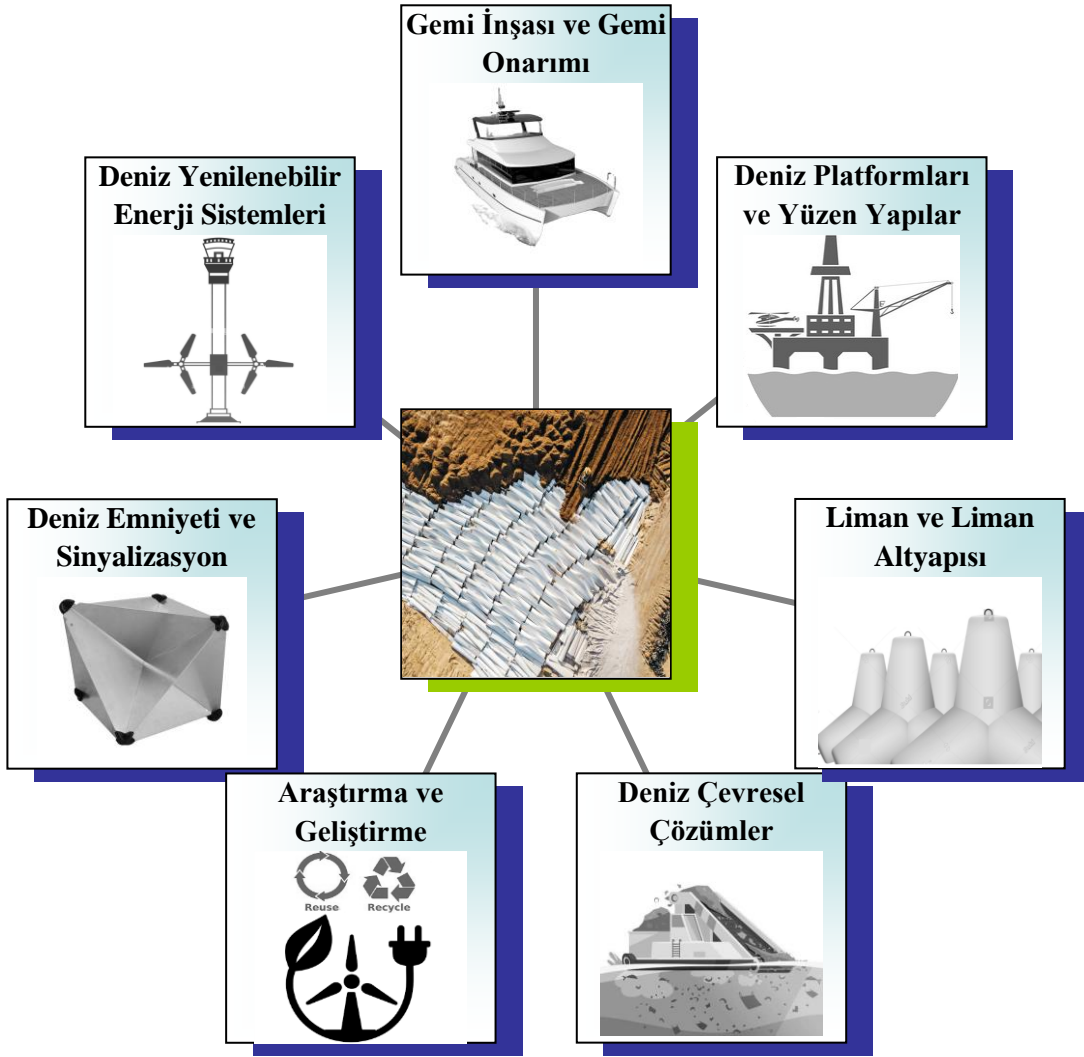 Gemi İnşası ve Gemi
Onarımı
Deniz Yenilenebilir
Enerji Sistemleri
Deniz Platformları
ve Yüzen Yapılar
Deniz Emniyeti ve
Sinyalizasyon
Liman ve Liman
Altyapısı
Araştırma ve
Geliştirme
Reuse Recycle
Deniz Çevresel
Çözümler